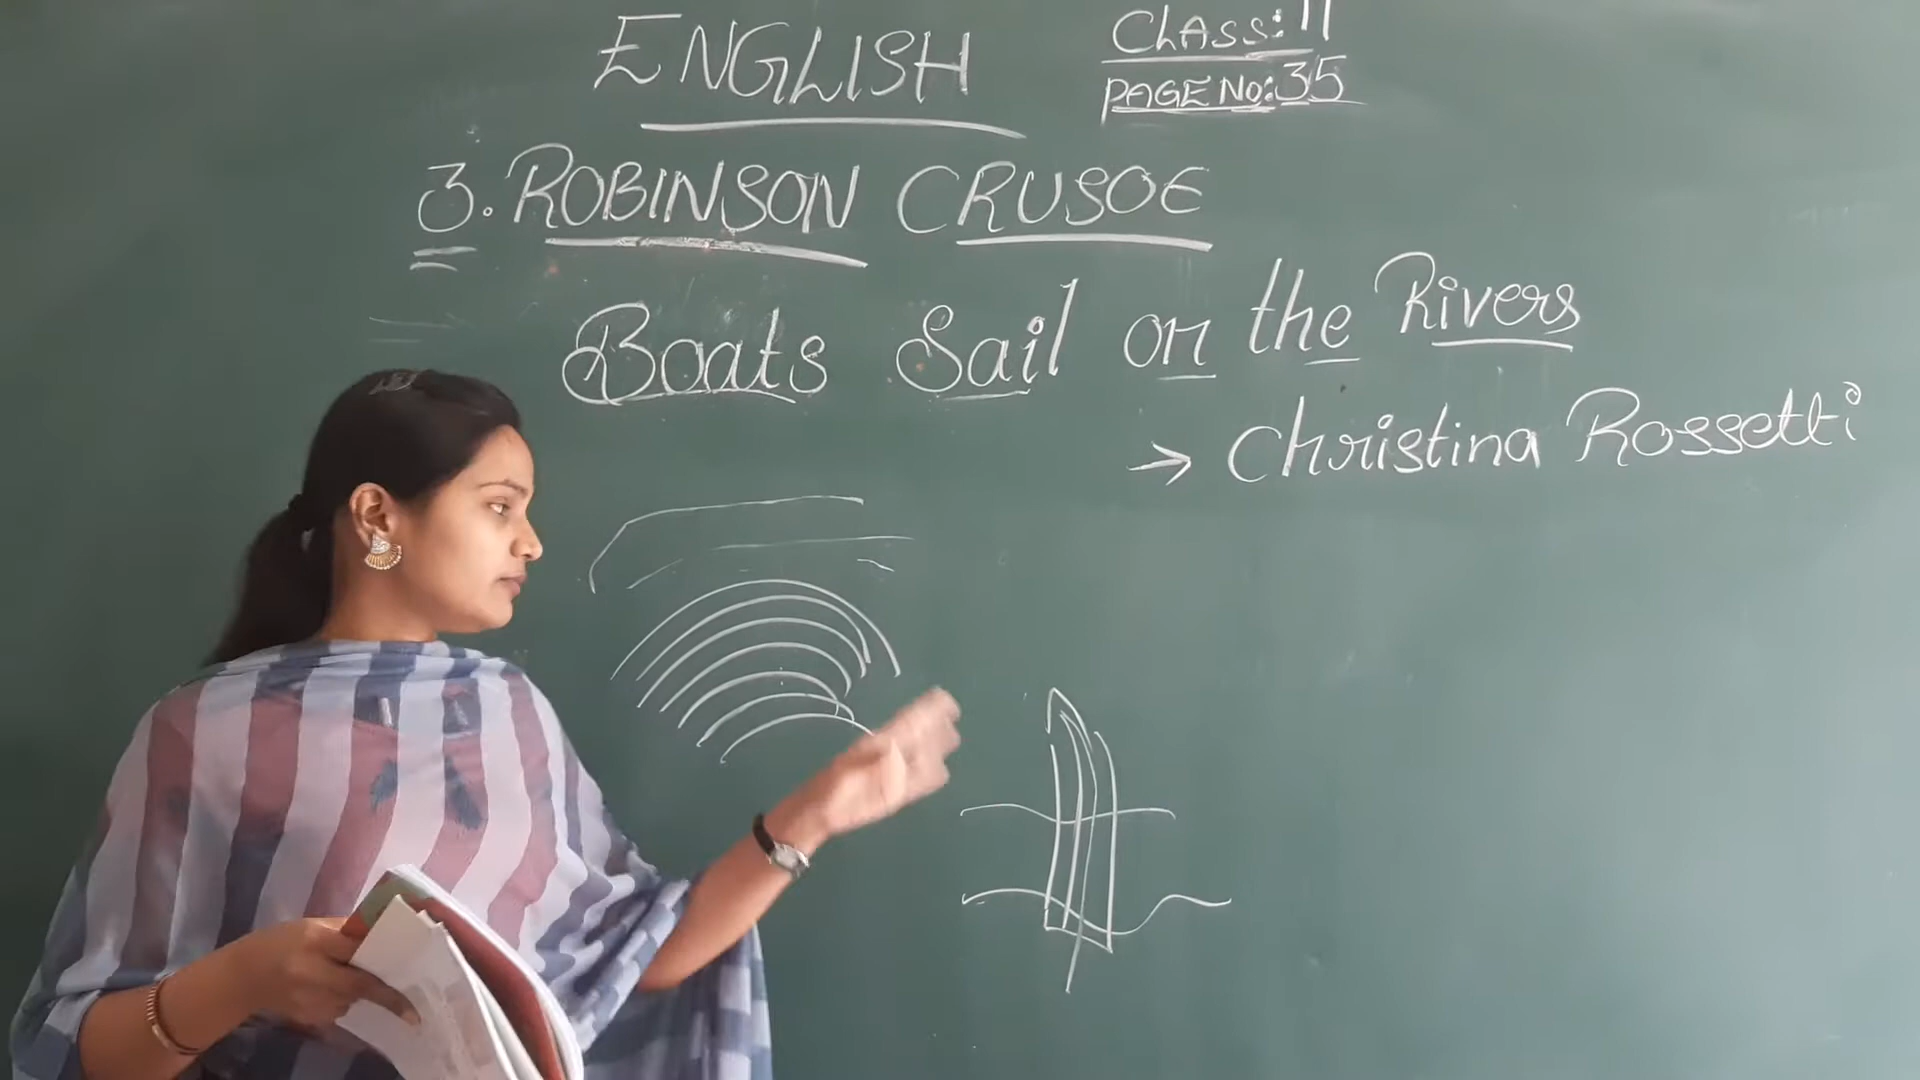 ENGLISH
CLASS: 11
PAGE NO: 35
3. ROBINSON CRUSOE
Boats Sail on the Rivers
→ Christina Rossetti